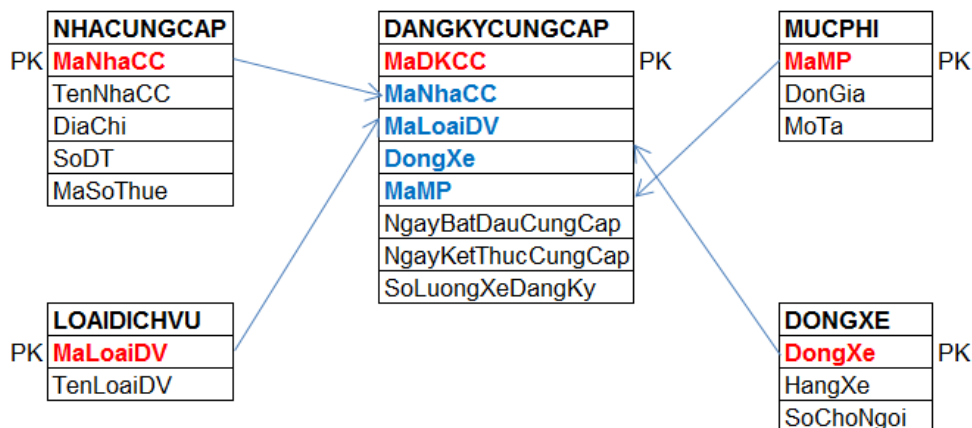 NHACUNGCAP
PK MaNhaCC
TenNhaCC
DiaChi
SoDT
MaSoThue
DANGKYCUNGCAP
MaDKCC PK
MaNhaCC
MaLoaiDV
DongXe
MaMP
NgayBatDauCungCap
NgayKetThucCungCap
SoLuongXeDangKy
MUCPHI
MaMP PK
DonGia
MoTa
LOAIDICHVU
PK MaLoaiDV
TenLoaiDV
DONGXE
DongXe PK
HangXe
SoChoNgoi